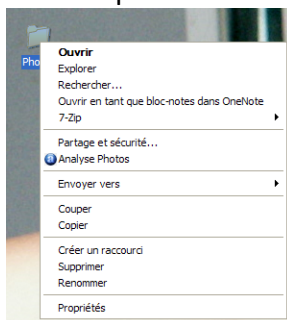 Pho
Ouvrir
Explorer
Rechercher...
Ouvrir en tant que bloc-notes dans OneNote
7-Zip
Partage et sécurité...
Analyse Photos
Envoyer vers
Couper
Copier
Créer un raccourci
Supprimer
Renommer
Propriétés